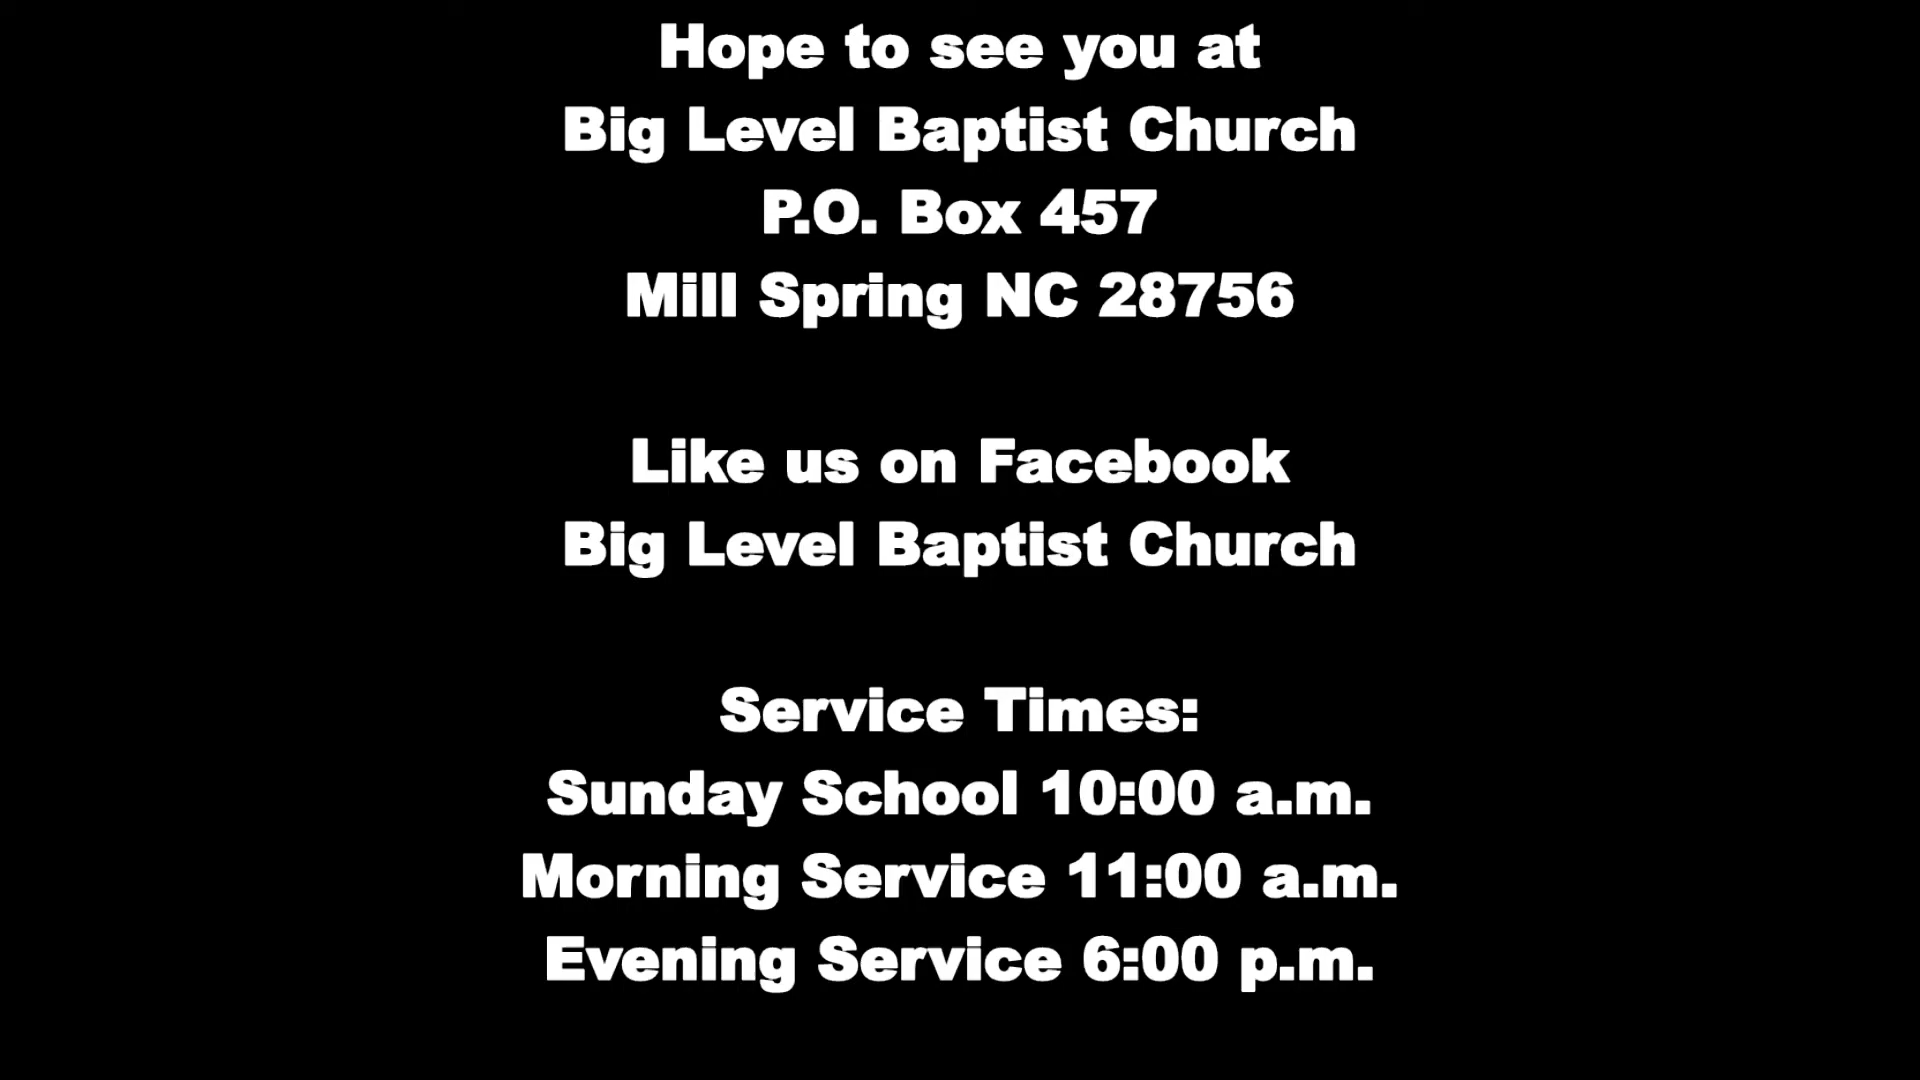 Hope to see you at
Big Level Baptist Church
P.O. Box 457
Mill Spring NC 28756
Like us on Facebook
Big Level Baptist Church
Service Times:
Sunday School 10:00 a.m.
Morning Service 11:00 a.m.
Evening Service 6:00 p.m.